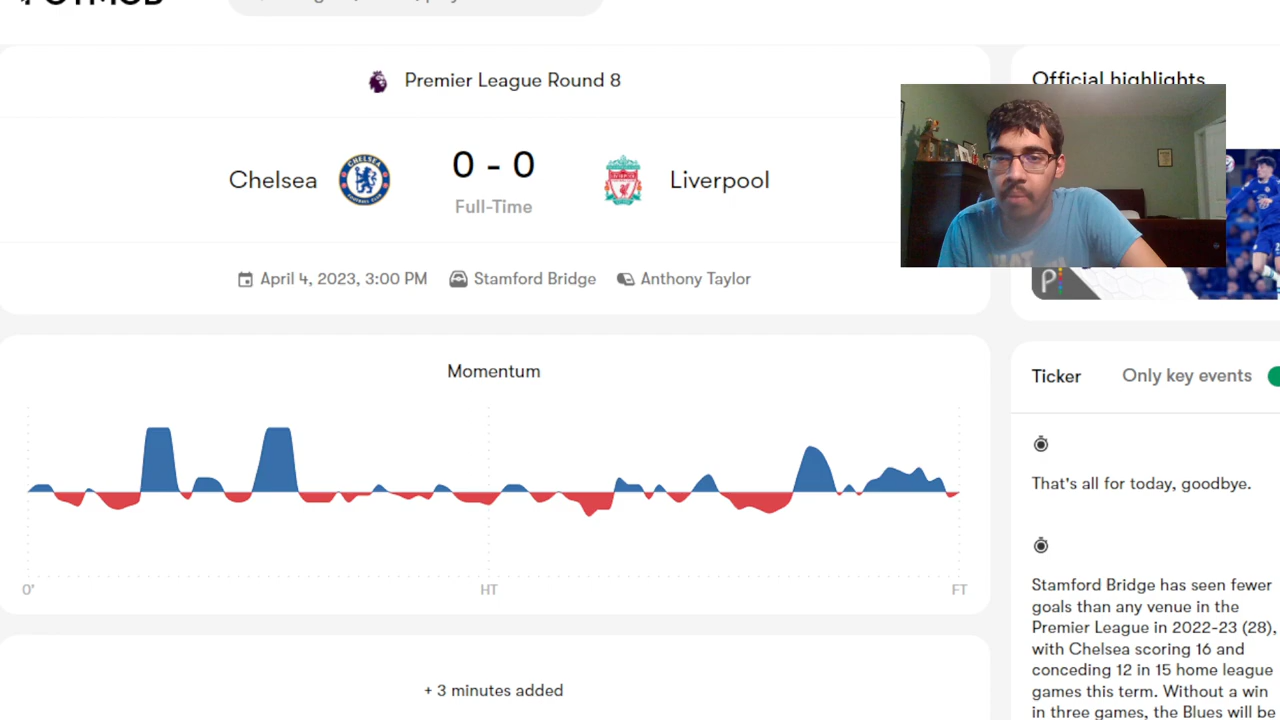 FOTMOB
Premier League Round 8
Chelsea
0 - 0
Full-Time
Liverpool
April 4, 2023, 3:00 PM
Stamford Bridge
Anthony Taylor
Momentum
0'
HT
FT
+ 3 minutes added
Official highlights
Ticker
Only key events
That's all for today, goodbye.
Stamford Bridge has seen fewer
goals than any venue in the
Premier League in 2022-23 (28),
with Chelsea scoring 16 and
conceding 12 in 15 home league
games this term. Without a win
in three games, the Blues will be